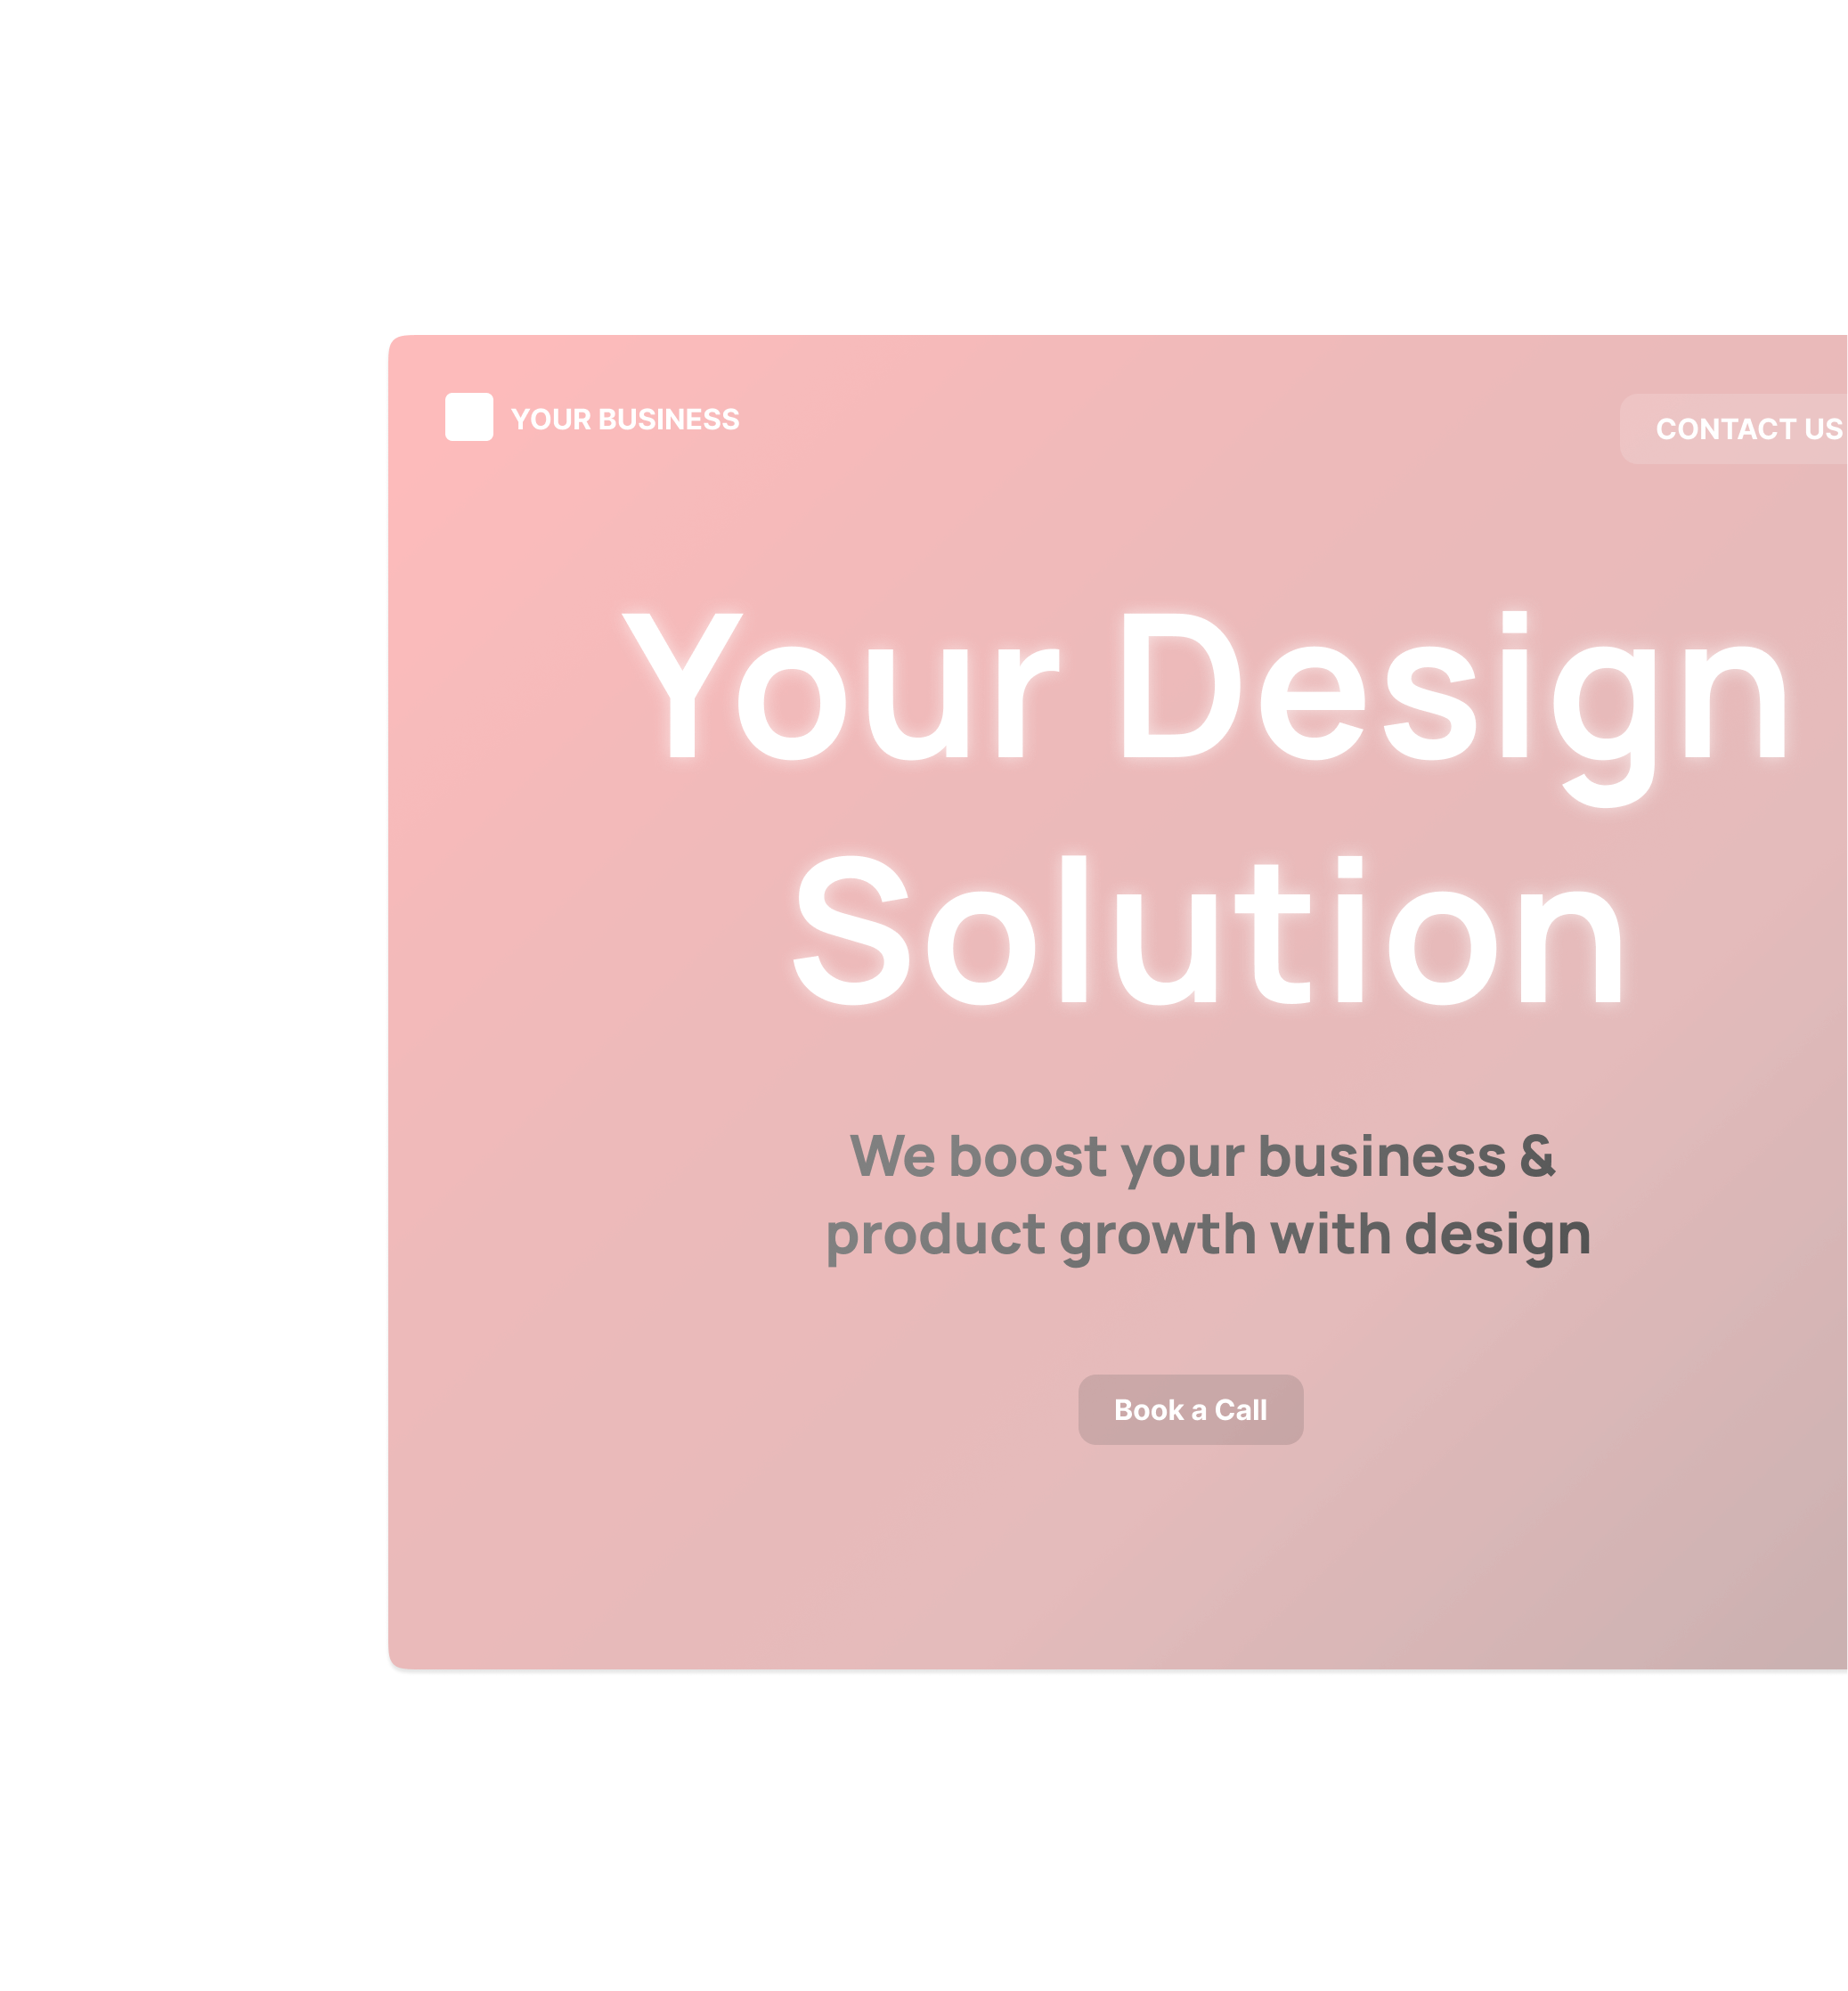 YOUR BUSINESS
CONTACT US
Your Design
Solution
We boost your business &
product growth with design
Book a Call